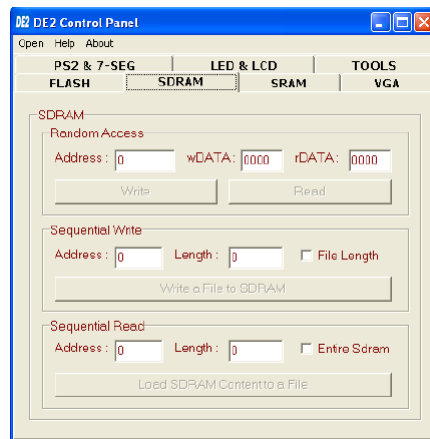 DE2 DE2 Control Panel
Open Help About
PS2 & 7-SEG LED & LCD TOOLS
FLASH SDRAM SRAM VGA
SDRAM
Random Access
Address : 0 wDATA : 0000 rDATA : 0000
Write Read
Sequential Write
Address : 0 Length : 0 File Length
Write a File to SDRAM
Sequential Read
Address : 0 Length : 0 Entire Sdram
Load SDRAM Content to a File